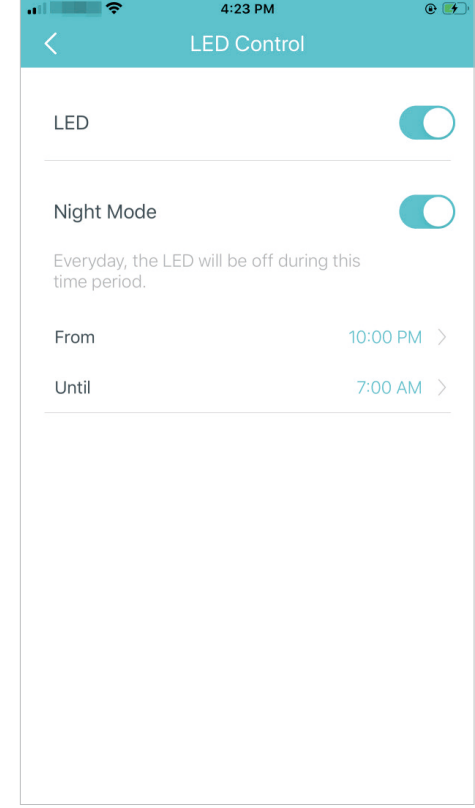 4:23 PM
LED Control
LED
Night Mode
Everyday, the LED will be off during this
time period.
From 10:00 PM
Until 7:00 AM